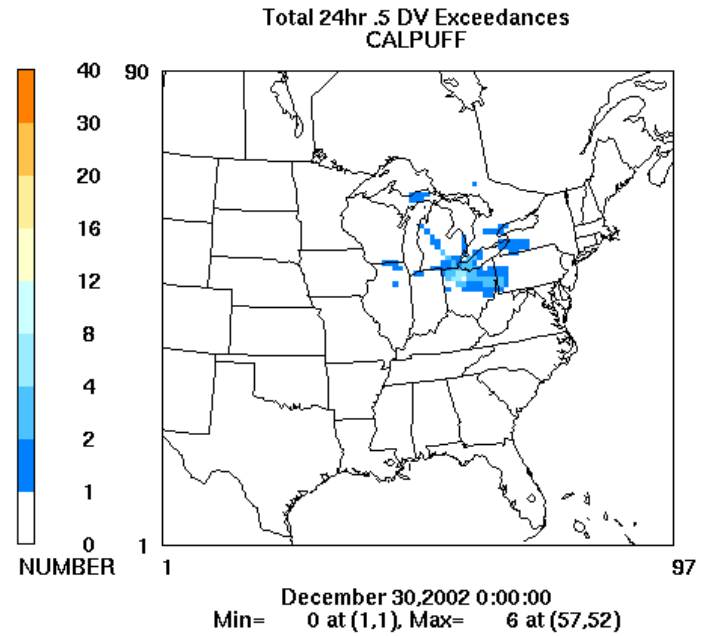 Total 24hr .5 DV Exceedances
CALPUFF
40
30
20
16
12
8
4
2
1
0
NUMBER
90
1
1
97
December 30,2002 0:00:00
Min= 0 at (1,1), Max= 6 at (57,52)